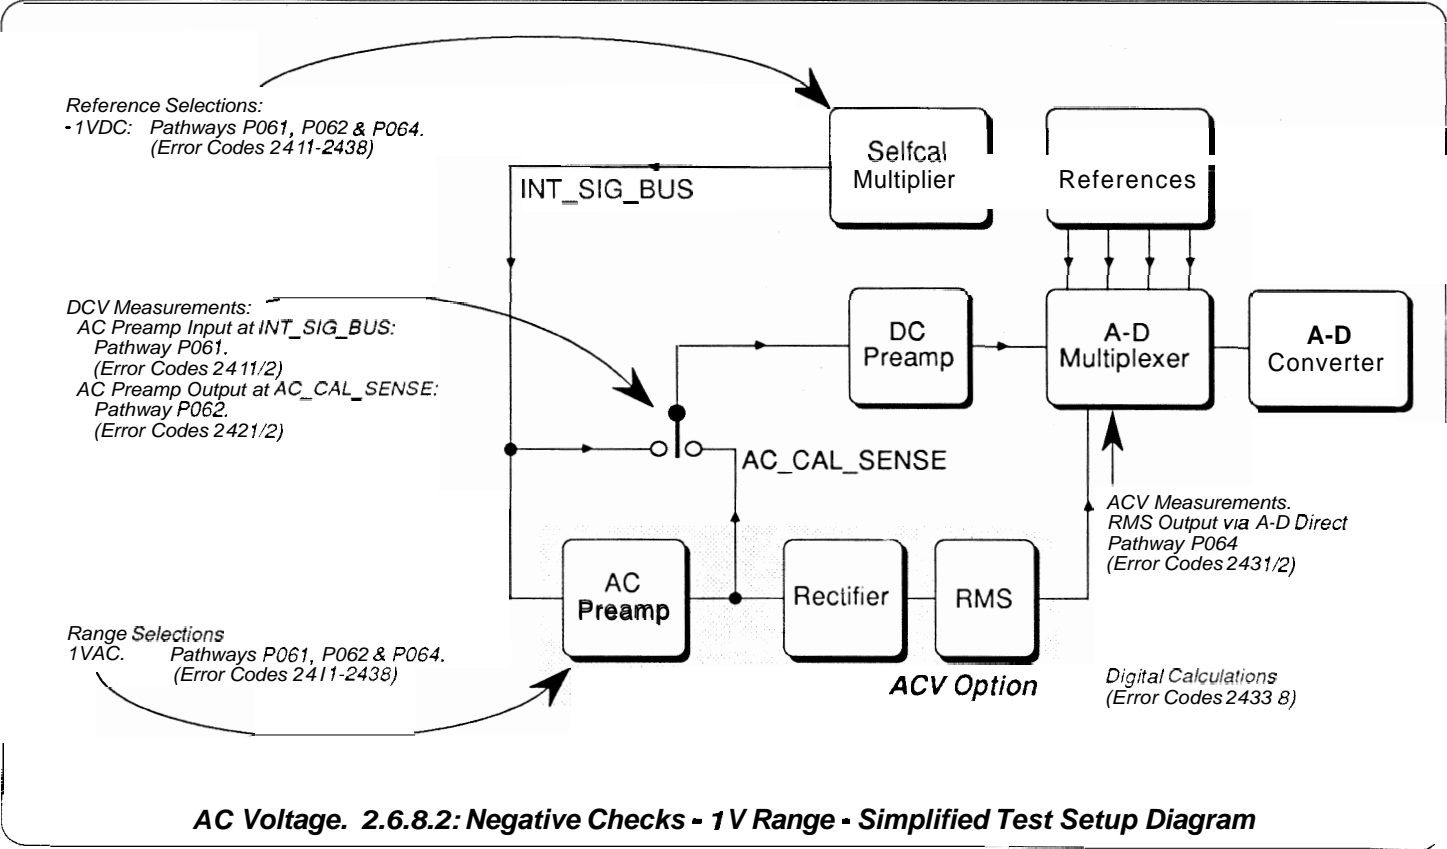 Reference Selections:
-1VDC: Pathways P061, P062 & P064.
(Error Codes 2411-2438)
Selfcal
Multiplier
References
INT_SIG_BUS
DCV Measurements:
AC Preamp Input at INT_SIG_BUS:
Pathway P061.
(Error Codes 2411/2)
AC Preamp Output at AC_CAL_SENSE:
Pathway P062.
(Error Codes 2421/2)
DC
Preamp
A-D
Multiplexer
A-D
Converter
AC_CAL_SENSE
ACV Measurements.
RMS Output via A-D Direct
Pathway P064
(Error Codes 2431/2)
AC
Preamp
Rectifier
RMS
Range Selections
1VAC. Pathways P061, P062 & P064.
(Error Codes 2411-2438)
ACV Option
Digital Calculations
(Error Codes 2433 8)
AC Voltage. 2.6.8.2: Negative Checks - 1V Range - Simplified Test Setup Diagram